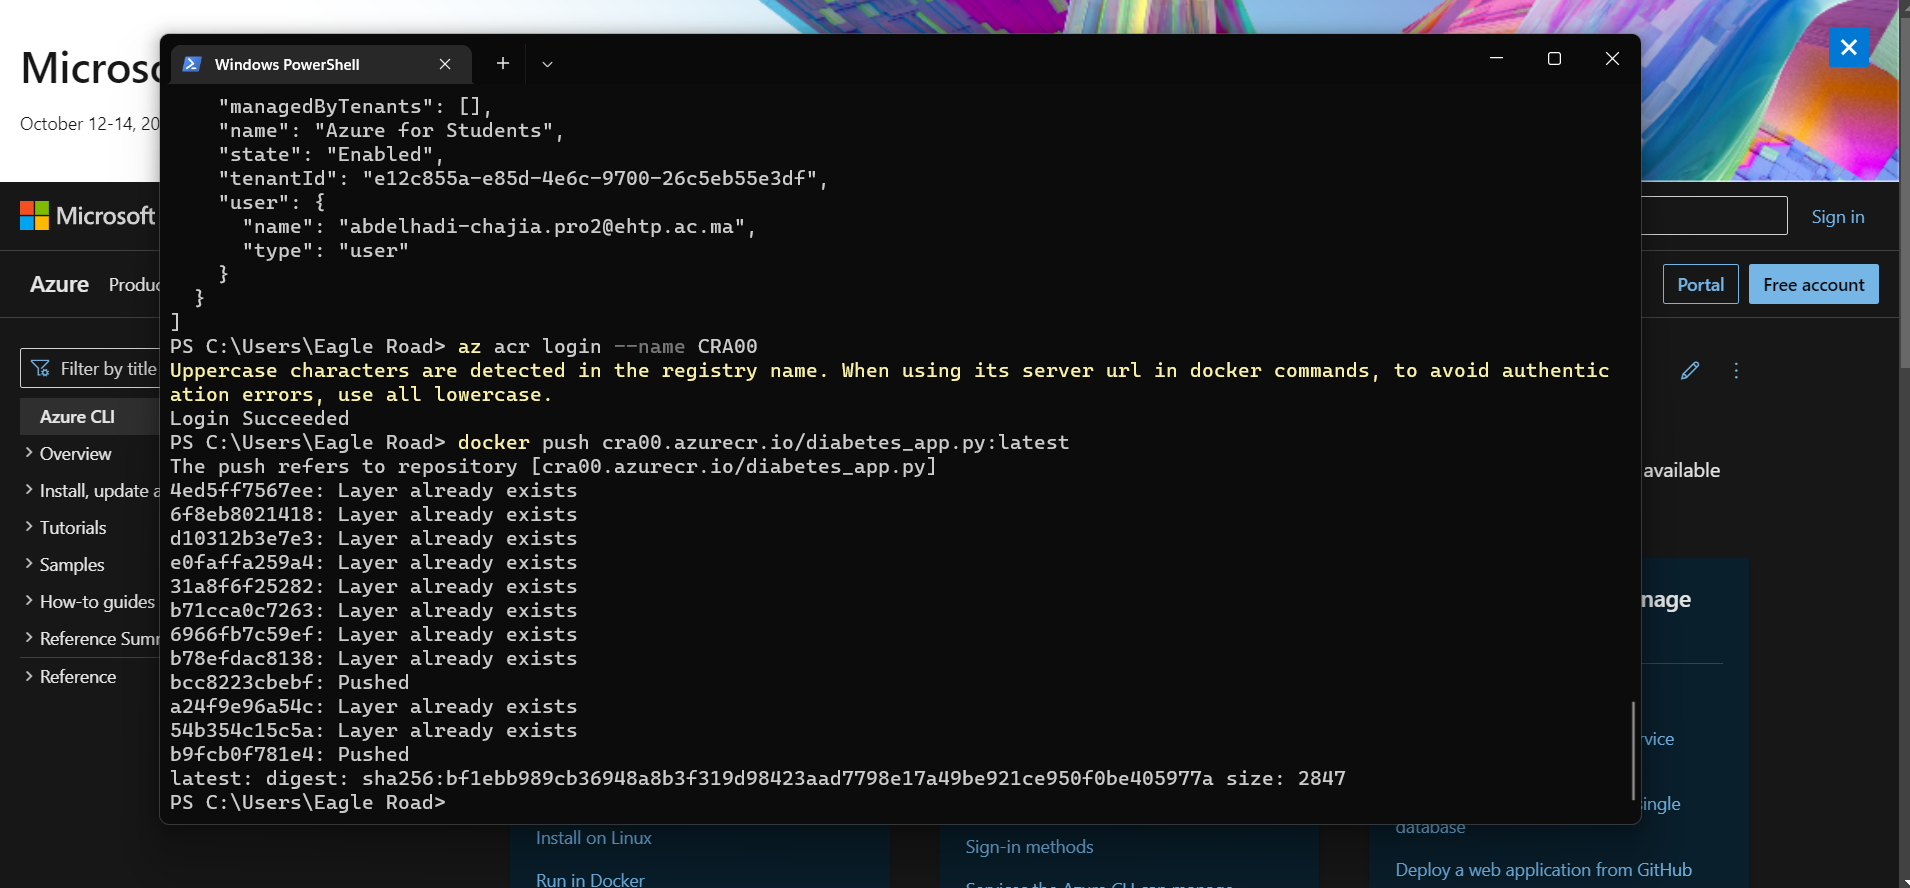 Micros
October 12-14, 20
Windows PowerShell
"managedByTenants": [],
"name": "Azure for Students",
"state": "Enabled",
"tenantId": "e12c855a-e85d-4e6c-9700-26c5eb55e3df",
"user": {
"name": "abdelhadi-chajia.pro2@ehtp.ac.ma",
"type": "user"
}
}
]
PS C:\Users\Eagle Road> az acr login --name CRA00
Uppercase characters are detected in the registry name. When using its server url in docker commands, to avoid authentic
ation errors, use all lowercase.
Login Succeeded
PS C:\Users\Eagle Road> docker push cra00.azurecr.io/diabetes_app.py:latest
The push refers to repository [cra00.azurecr.io/diabetes_app.py]
4ed5ff7567ee: Layer already exists
6f8eb8021418: Layer already exists
d10312b3e7e3: Layer already exists
e0faffa259a4: Layer already exists
31a8f6f25282: Layer already exists
b71cca0c7263: Layer already exists
6966fb7c59ef: Layer already exists
b78efdac8138: Layer already exists
bcc8223cbebf: Pushed
a24f9e96a54c: Layer already exists
54b354c15c5a: Layer already exists
b9fcb0f781e4: Pushed
latest: digest: sha256:bf1ebb989cb36948a8b3f319d98423aad7798e17a49be921ce950f0be405977a size: 2847
PS C:\Users\Eagle Road>
Microsoft
Sign in
Azure Produc
Portal
Free account
Filter by title
Azure CLI
Overview
Install, update a
Tutorials
Samples
How-to guides
Reference Sum
Reference
available
nage
rvice
single
database
Deploy a web application from GitHub
Install on Linux
Run in Docker
Sign-in methods